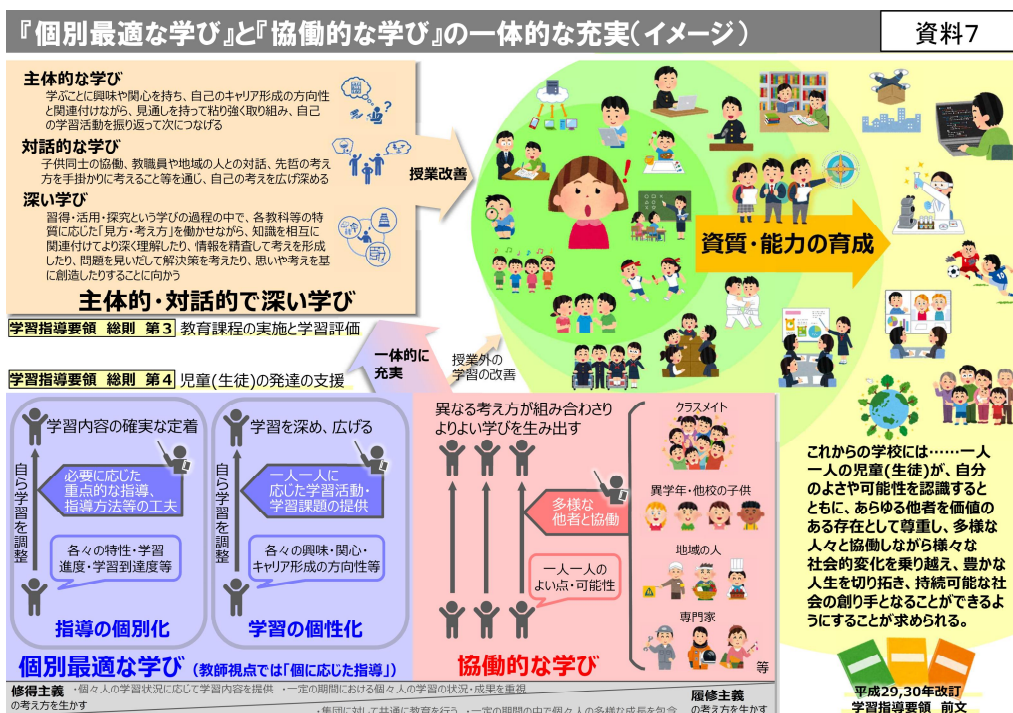 『個別最適な学び』と『協働的な学び』の一体的な充実（イメージ）
資料7
主体的な学び
学ぶことに興味や関心を持ち、自己のキャリア形成の方向性
と関連付けながら、見通しを持って粘り強く取り組み、自己
の学習活動を振り返って次につなげる
対話的な学び
子供同士の協働、教職員や地域の人との対話、先哲の考え
方を手掛かりに考えること等を通じ、自己の考えを広げ深める
深い学び
習得・活用・探究という学びの過程の中で、各教科等の特
質に応じた「見方・考え方」を働かせながら、知識を相互に
関連付けてより深く理解したり、情報を精査して考えを形成
したり、問題を見いだして解決策を考えたり、思いや考えを基
に創造したりすることに向かう
主体的・対話的で深い学び
授業改善
資質・能力の育成
学習指導要領 総則 第3 教育課程の実施と学習評価
一体的に
充実
授業外の
学習の改善
学習指導要領 総則 第4 児童(生徒)の発達の支援
学習内容の確実な定着
自ら学習を調整
必要に応じた
重点的な指導、
指導方法等の工夫
各々の特性・学習
進度・学習到達度等
指導の個別化
学習を深め、広げる
自ら学習を調整
一人一人に
応じた学習活動・
学習課題の提供
各々の興味・関心・
キャリア形成の方向性等
学習の個性化
個別最適な学び（教師視点では「個に応じた指導」）
異なる考え方が組み合わさり
よりよい学びを生み出す
多様な
他者と協働
一人一人の
よい点・可能性
クラスメイト
異学年・他校の子供
地域の人
専門家
等
協働的な学び
これからの学校には……一人
一人の児童(生徒)が、自分
のよさや可能性を認識すると
ともに、あらゆる他者を価値の
ある存在として尊重し、多様な
人々と協働しながら様々な
社会的変化を乗り越え、豊かな
人生を切り拓き、持続可能な社
会の創り手となることができるよ
うにすることが求められる。
平成29,30年改訂
学習指導要領 前文
修得主義 ・個々人の学習状況に応じて学習内容を提供 ・一定の期間における個々人の学習の状況・成果を重視
の考え方を生かす
履修主義
・集団に対して共通に教育を行う ・一定の期間の中で個々人の多様な成長を包含 の考え方を生かす